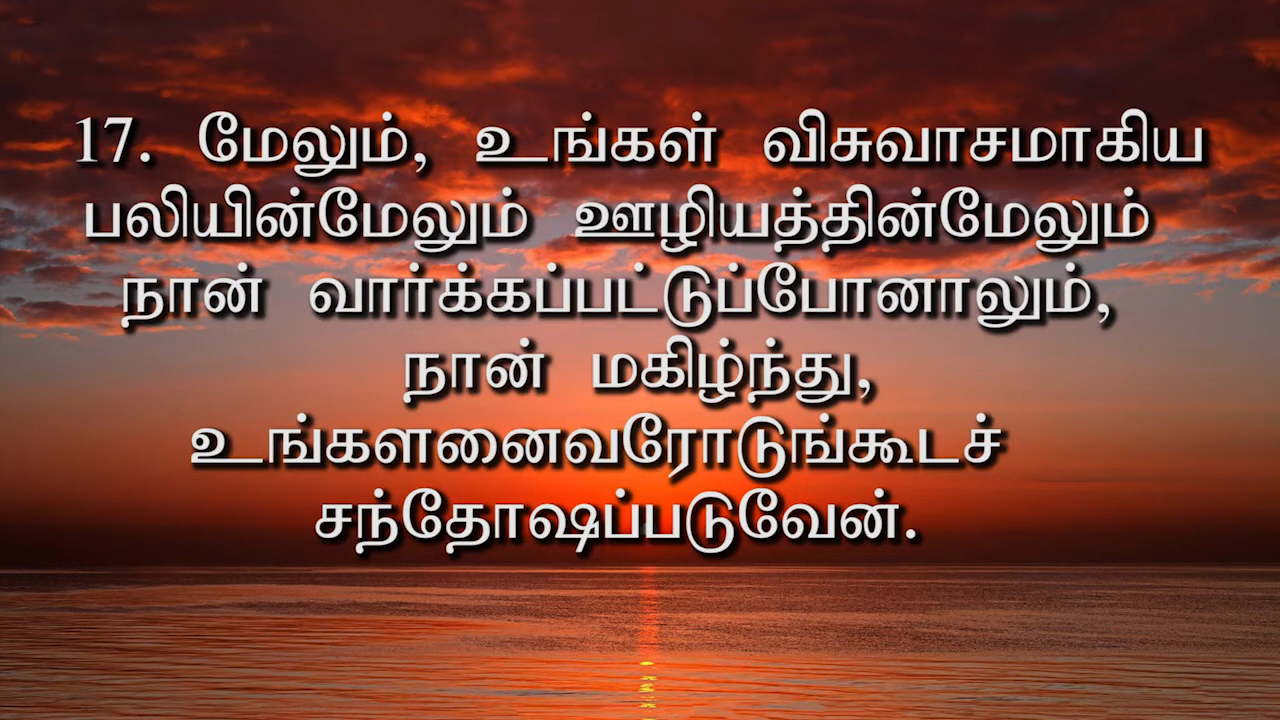 17. மேலும், உங்கள் விசுவாசமாகிய
பலியின்மேலும் ஊழியத்தின்மேலும்
நான் வார்க்கப்பட்டுப்போனாலும்,
நான் மகிழ்ந்து,
உங்களனைவரோடுங்கூடச்
சந்தோஷப்படுவேன்.